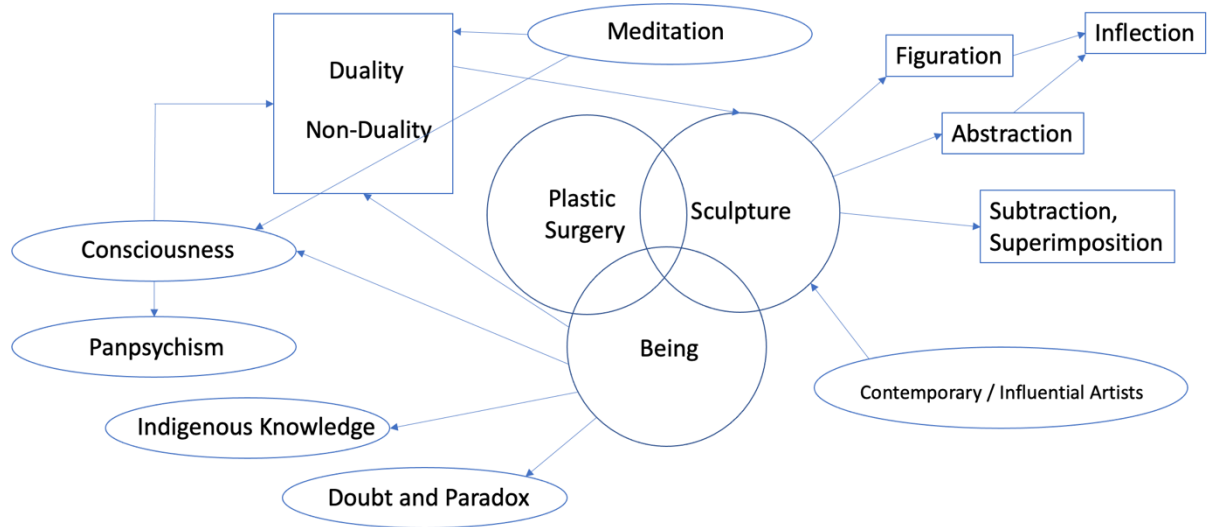 Meditation
Duality
Non-Duality
Figuration
Inflection
Abstraction
Plastic
Surgery
Sculpture
Subtraction,
Superimposition
Consciousness
Panpsychism
Being
Contemporary / Influential Artists
Indigenous Knowledge
Doubt and Paradox